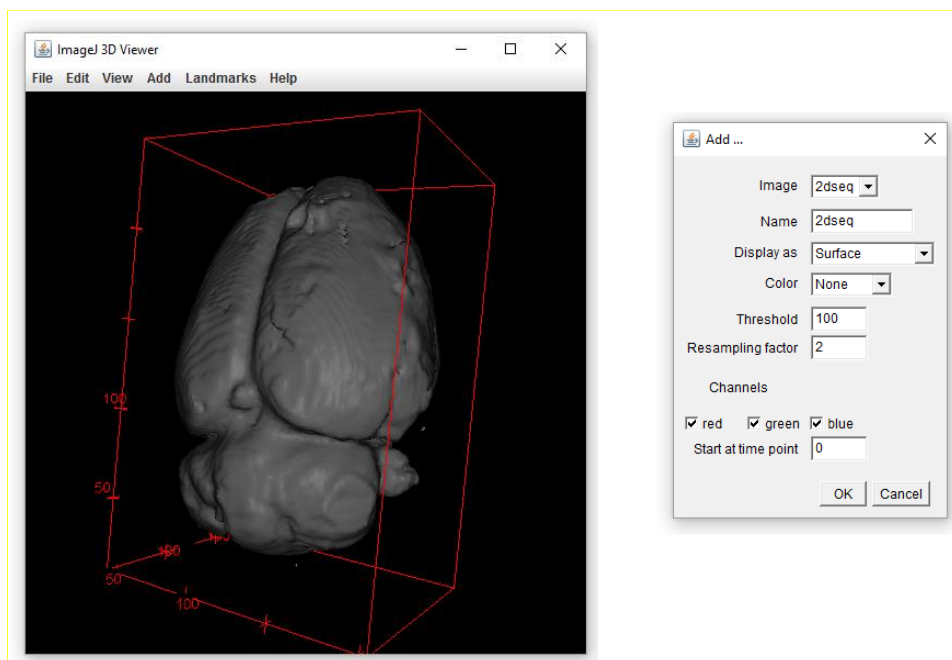 ImageJ 3D Viewer
File Edit View Add Landmarks Help
100
50
50
100
100
Add ...
Image 2dseq
Name 2dseq
Display as Surface
Color None
Threshold 100
Resampling factor 2
Channels
red green blue
Start at time point 0
OK Cancel